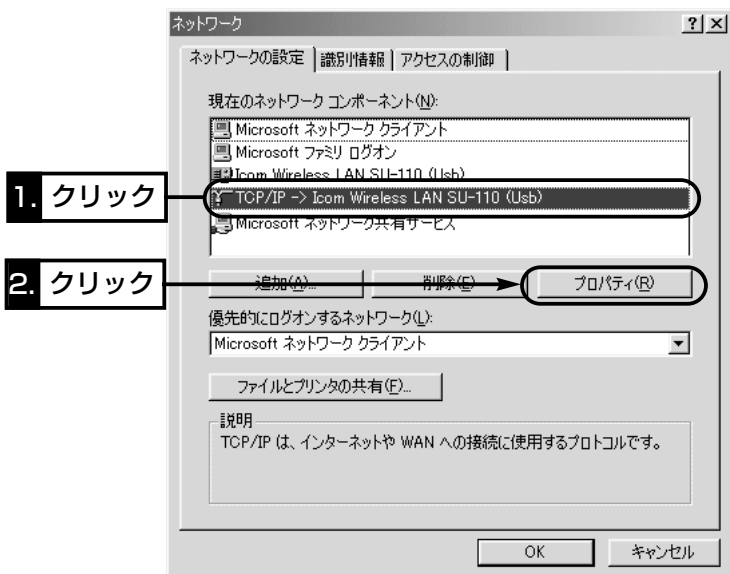 ネットワーク
ネットワークの設定 識別情報 アクセスの制御
現在のネットワーク コンポーネント(N):
Microsoft ネットワーク クライアント
Microsoft ファミリ ログオン
Icom Wireless LAN SU-110 (Usb)
1. クリック
TCP/IP -> Icom Wireless LAN SU-110 (Usb)
Microsoft ネットワーク共有サービス
2. クリック
追加(A)... 削除(E) プロパティ(R)
優先的にログオンするネットワーク(L):
Microsoft ネットワーク クライアント
ファイルとプリンタの共有(F)...
説明
TCP/IP は、インターネットや WAN への接続に使用するプロトコルです。
OK キャンセル